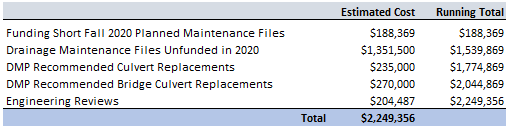 Estimated Cost Running Total
Funding Short Fall 2020 Planned Maintenance Files $188,369 $188,369
Drainage Maintenance Files Unfunded in 2020 $1,351,500 $1,539,869
DMP Recommended Culvert Replacements $235,000 $1,774,869
DMP Recommended Bridge Culvert Replacements $270,000 $2,044,869
Engineering Reviews $204,487 $2,249,356
Total $2,249,356